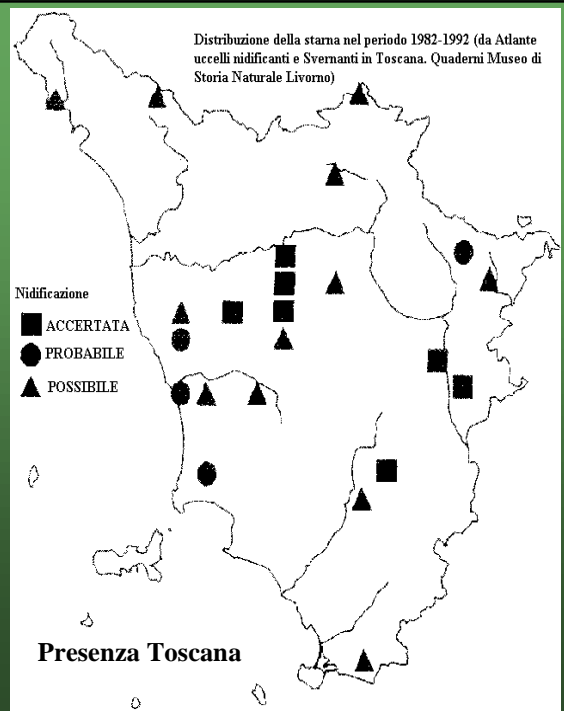 Distribuzione della starna nel periodo 1982-1992 (da Atlante
uccelli nidificanti e Svernanti in Toscana. Quaderni Museo di
Storia Naturale Livorno)
Nidificazione
ACCERTATA
PROBABILE
POSSIBILE
Presenza Toscana